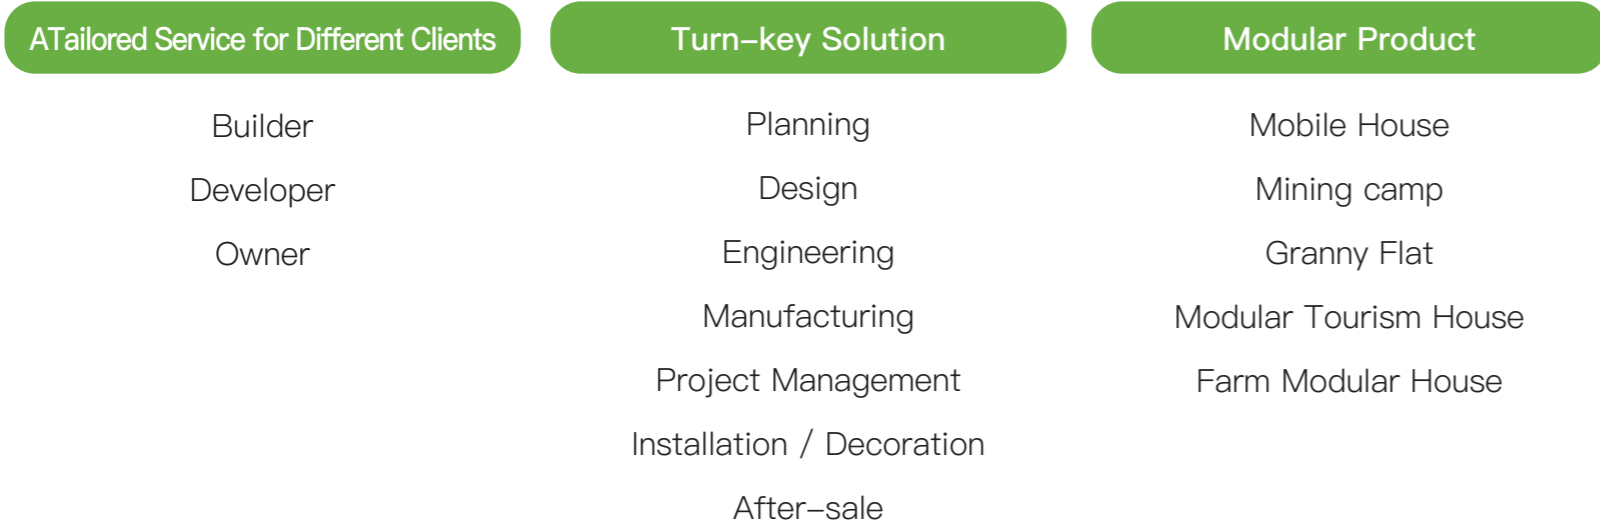 ATailored Service for Different Clients
Builder
Developer
Owner
Turn-key Solution
Planning
Design
Engineering
Manufacturing
Project Management
Installation / Decoration
After-sale
Modular Product
Mobile House
Mining camp
Granny Flat
Modular Tourism House
Farm Modular House